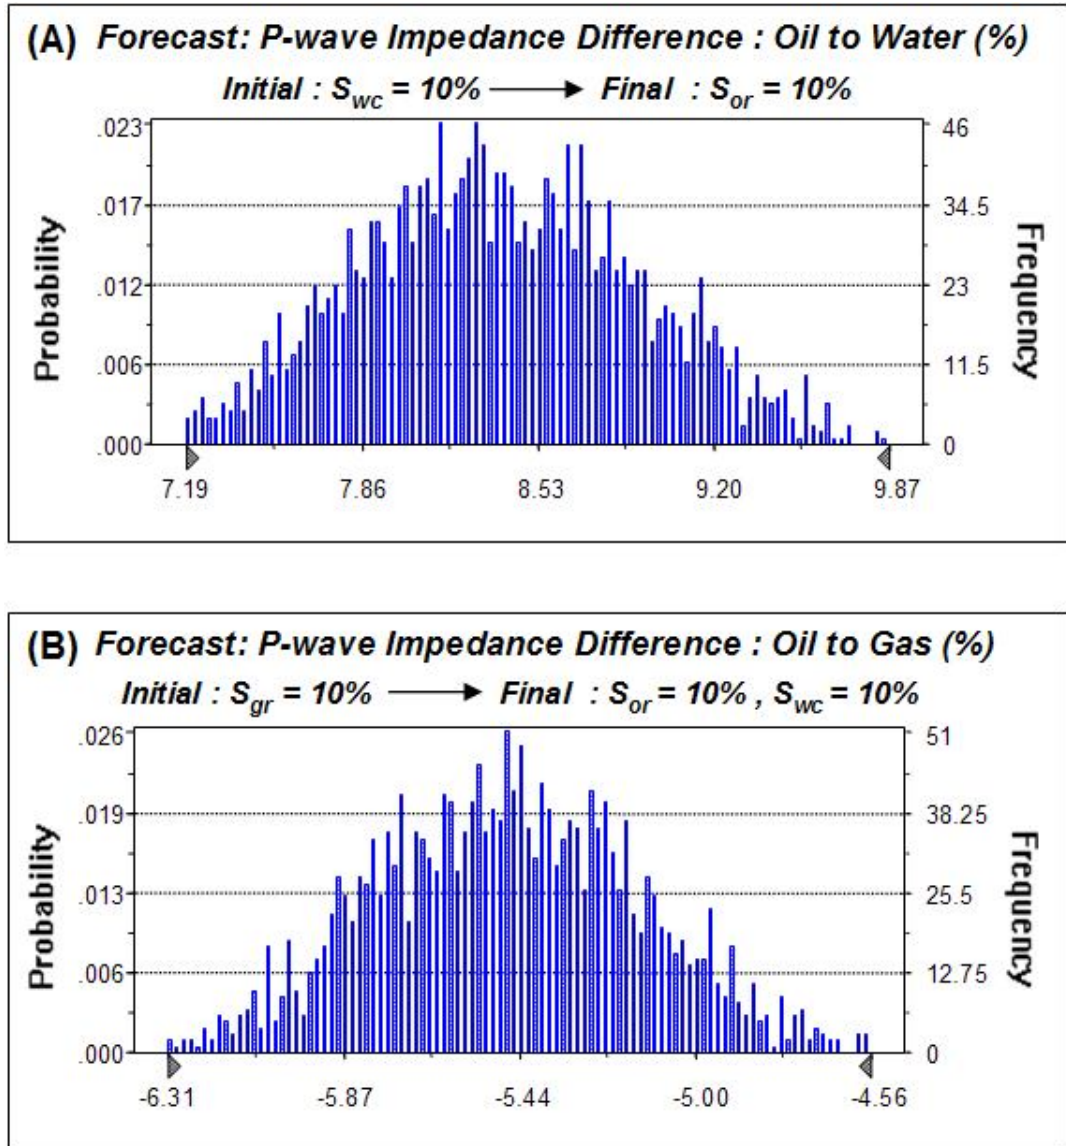 (A) Forecast: P-wave Impedance Difference : Oil to Water (%)
Initial : Swc = 10% → Final : Sor = 10%
.023 46
.017 34.5
.012 23
.006 11.5
.000 0
Probability
Frequency
7.19 7.86 8.53 9.20 9.87
(B) Forecast: P-wave Impedance Difference : Oil to Gas (%)
Initial : Sgr = 10% → Final : Sor = 10% , Swc = 10%
.026 51
.019 38.25
.013 25.5
.006 12.75
.000 0
Probability
Frequency
-6.31 -5.87 -5.44 -5.00 -4.56